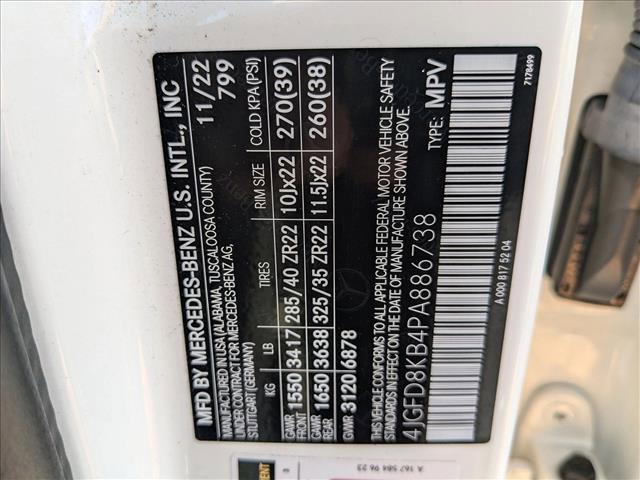 MFD BY MERCEDES-BENZ U.S. INTL., INC
MANUFACTURED IN USA (ALABAMA, TUSCALOOSA COUNTY) 11/22
UNDER CONTRACT FOR MERCEDES-BENZ AG, 799
STUTTGART (GERMANY)
KG LB TIRES RIM SIZE COLD KPA (PSI)
GAWR FRONT 1550 3417 285/40 ZR22 10Jx22 270(39)
GAWR REAR 1650 3638 325/35 ZR22 11.5Jx22 260(38)
GWR 3120 6878
THIS VEHICLE CONFORMS TO ALL APPLICABLE FEDERAL MOTOR VEHICLE SAFETY
STANDARDS IN EFFECT ON THE DATE OF MANUFACTURE SHOWN ABOVE.
4JGFD8KB4PA886738 TYPE: MPV
A 000 817 52 04
7178499
A 167 584 96 23